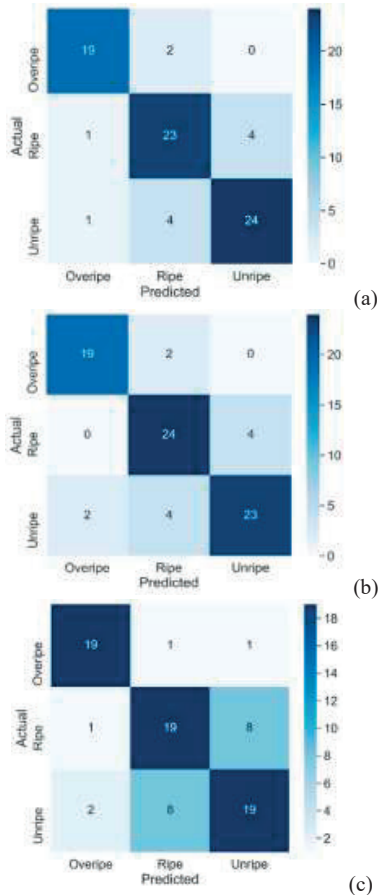 Overipe 19 2 0 20
15
Actual
Ripe 1 23 4 10
5
Unripe 1 4 24 0
Overipe Ripe Unripe
Predicted
(a)
Overipe 19 2 0 20
15
Actual
Ripe 0 24 4 10
5
Unripe 2 4 23 0
Overipe Ripe Unripe
Predicted
(b)
18
Overipe 19 1 1 16
14
12
Actual
Ripe 1 19 8 10
8
6
Unripe 2 8 19 4
2
Overipe Ripe Unripe
Predicted
(c)